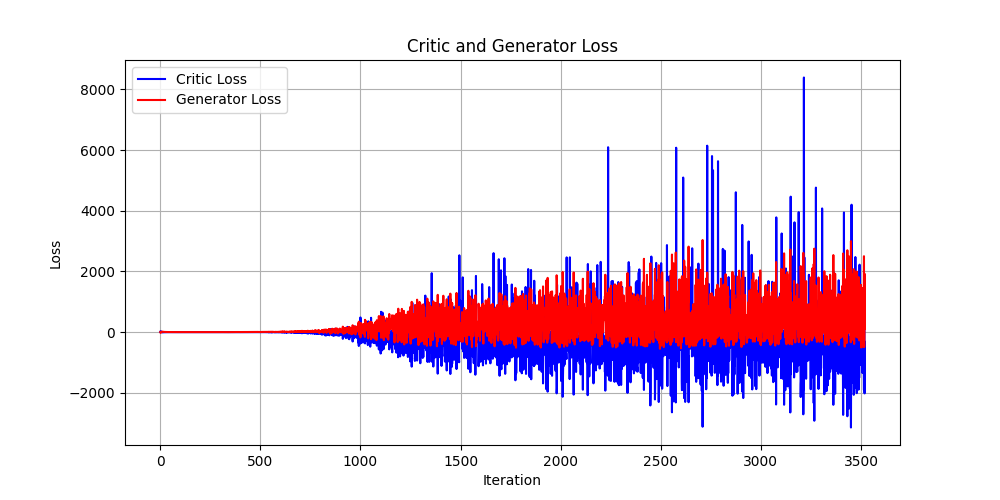 Critic and Generator Loss
Critic Loss
Generator Loss
8000
6000
4000
2000
0
−2000
Loss
0 500 1000 1500 2000 2500 3000 3500
Iteration